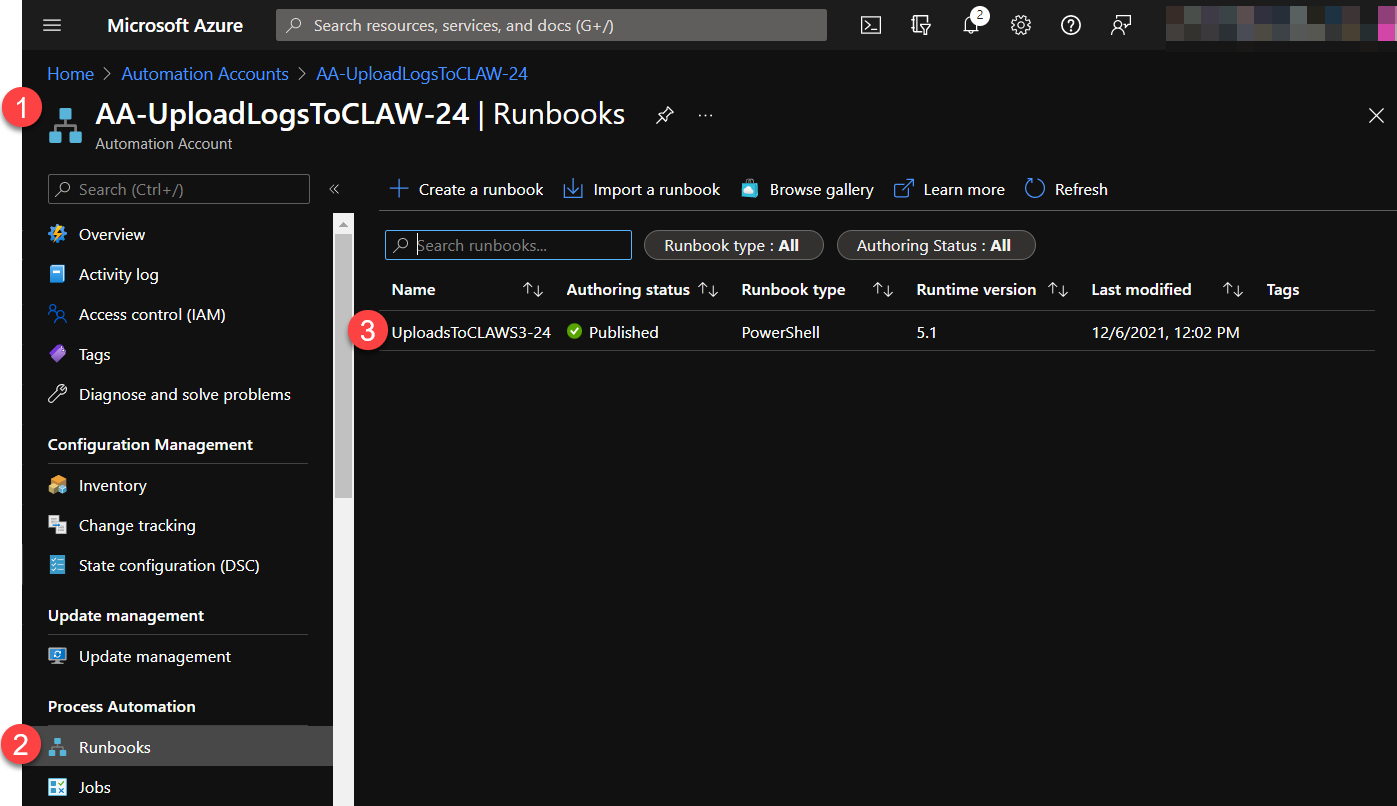 Microsoft Azure
Search resources, services, and docs (G+/)
2
Home > Automation Accounts > AA-UploadLogsToCLAW-24
1
AA-UploadLogsToCLAW-24 | Runbooks
...
Automation Account
Search (Ctrl+/)
«
Overview
Activity log
Access control (IAM)
Tags
Diagnose and solve problems
Configuration Management
Inventory
Change tracking
State configuration (DSC)
Update management
Update management
Process Automation
2
Runbooks
Jobs
Create a runbook
Import a runbook
Browse gallery
Learn more
Refresh
Search runbooks...
Runbook type : All
Authoring Status : All
Name ↑↓ Authoring status ↑↓ Runbook type ↑↓ Runtime version ↑↓ Last modified ↑↓ Tags
3
UploadsToCLAWS3-24 Published PowerShell 5.1 12/6/2021, 12:02 PM